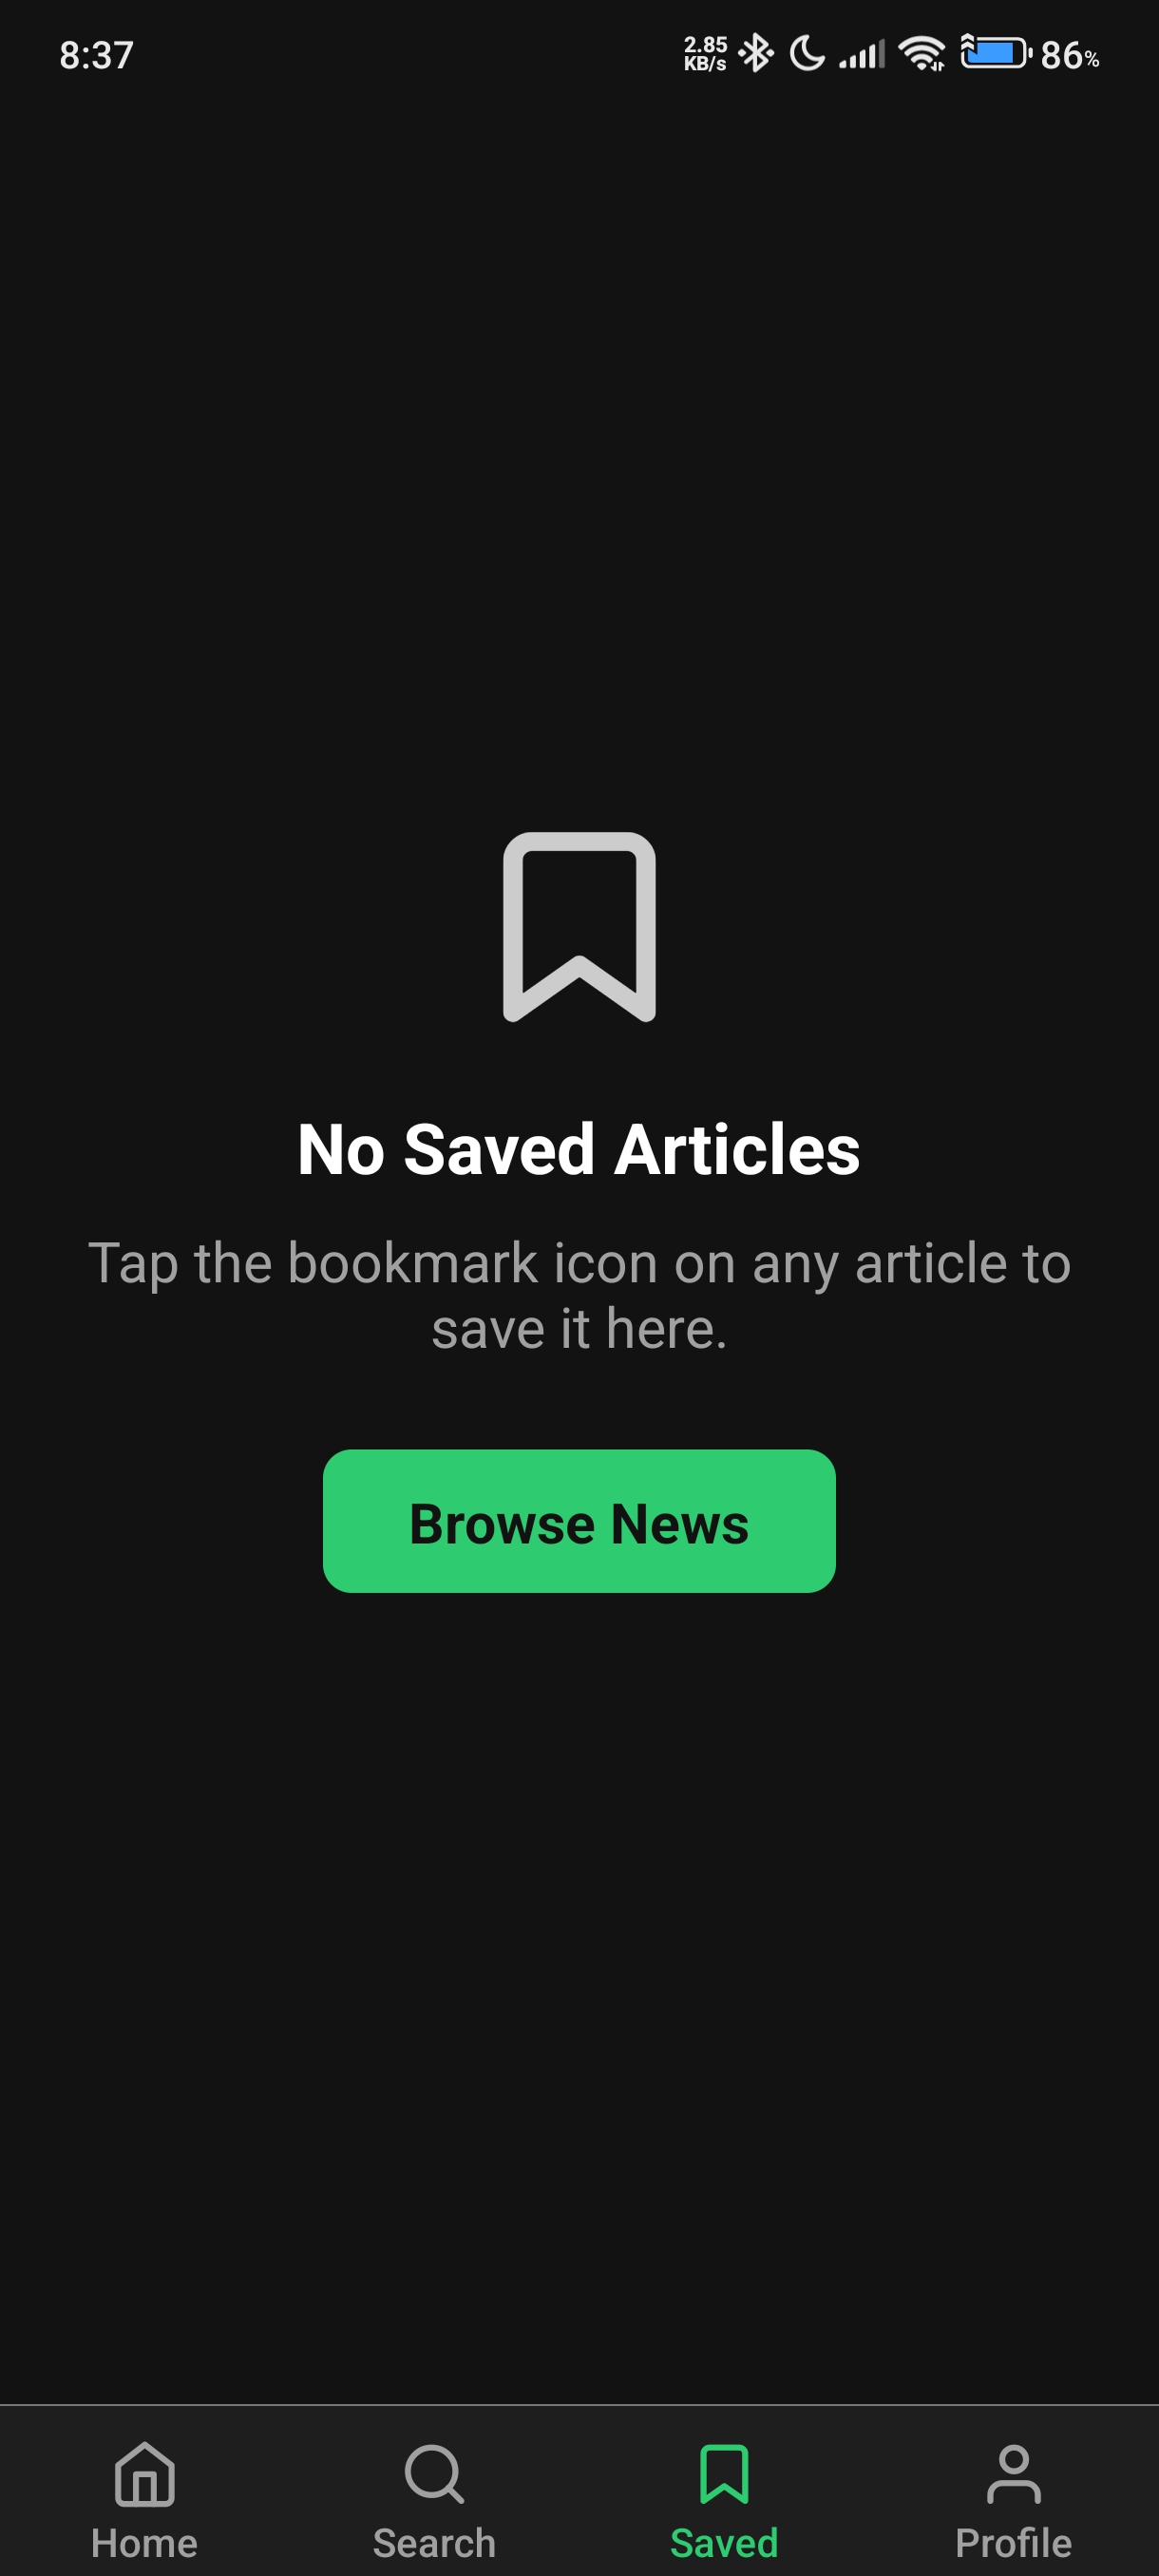 8:37
2.85
KB/s
86%
No Saved Articles
Tap the bookmark icon on any article to
save it here.
Browse News
Home
Search
Saved
Profile